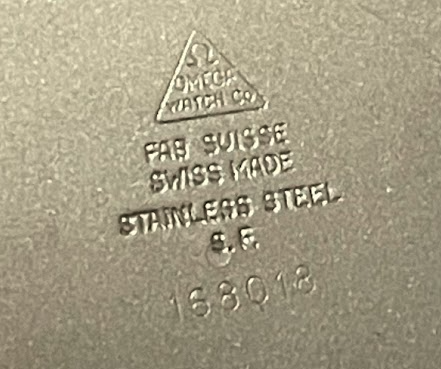 Ω
OMEGA
WATCH CO
FAB SUISSE
SWISS MADE
STAINLESS STEEL
S. F.
168018